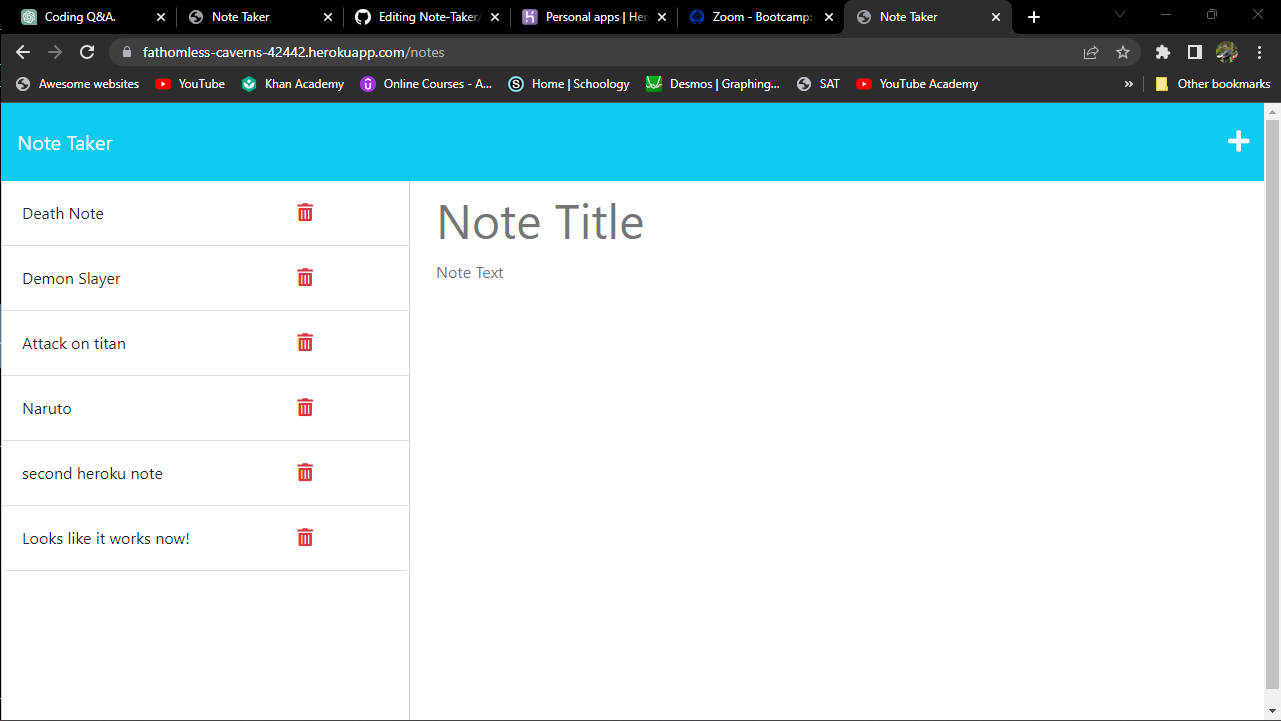 Coding Q&A.
Note Taker
Editing Note-Taker/
Personal apps | Her
Zoom - Bootcamp:
Note Taker
fathomless-caverns-42442.herokuapp.com/notes
Awesome websites
YouTube
Khan Academy
Online Courses - A...
Home | Schoology
Desmos | Graphing...
SAT
YouTube Academy
»
Other bookmarks
Note Taker
Death Note
Demon Slayer
Attack on titan
Naruto
second heroku note
Looks like it works now!
Note Title
Note Text